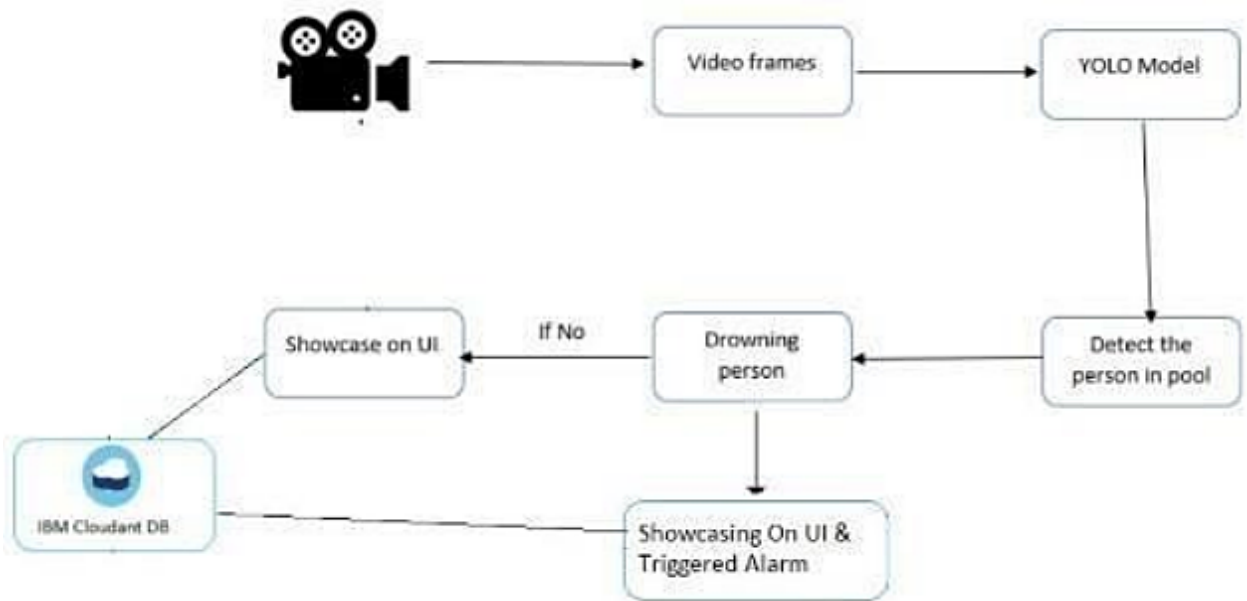 Video frames
YOLO Model
Showcase on UI
If No
Drowning
person
Detect the
person in pool
IBM Cloudant DB
Showcasing On UI &
Triggered Alarm